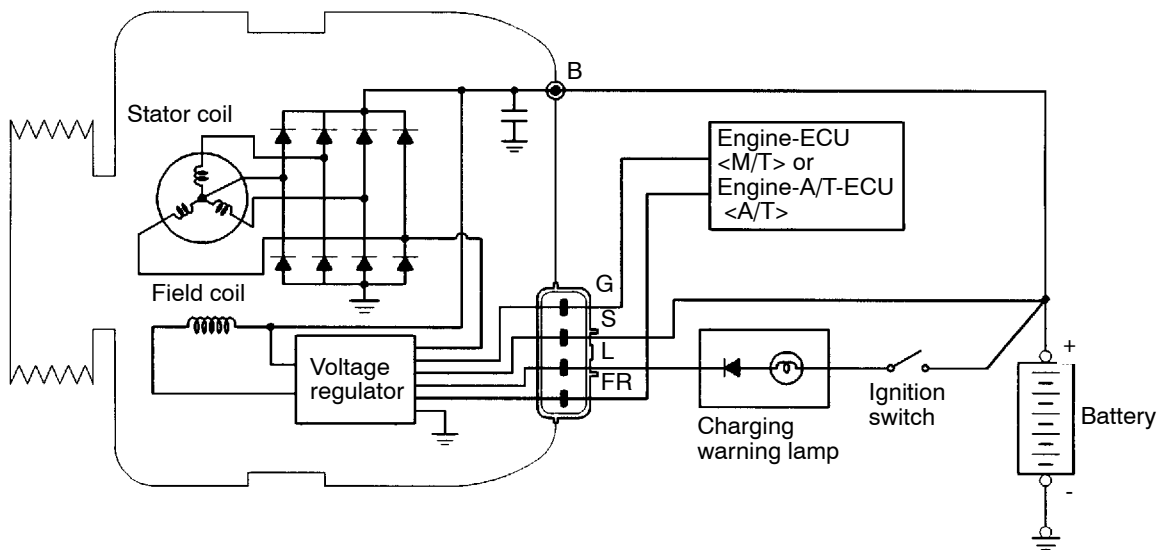 B
Stator coil
Engine-ECU
<M/T> or
Engine-A/T-ECU
<A/T>
Field coil
G
S
L
FR
Voltage
regulator
+
Ignition
switch
Battery
Charging
warning lamp
-